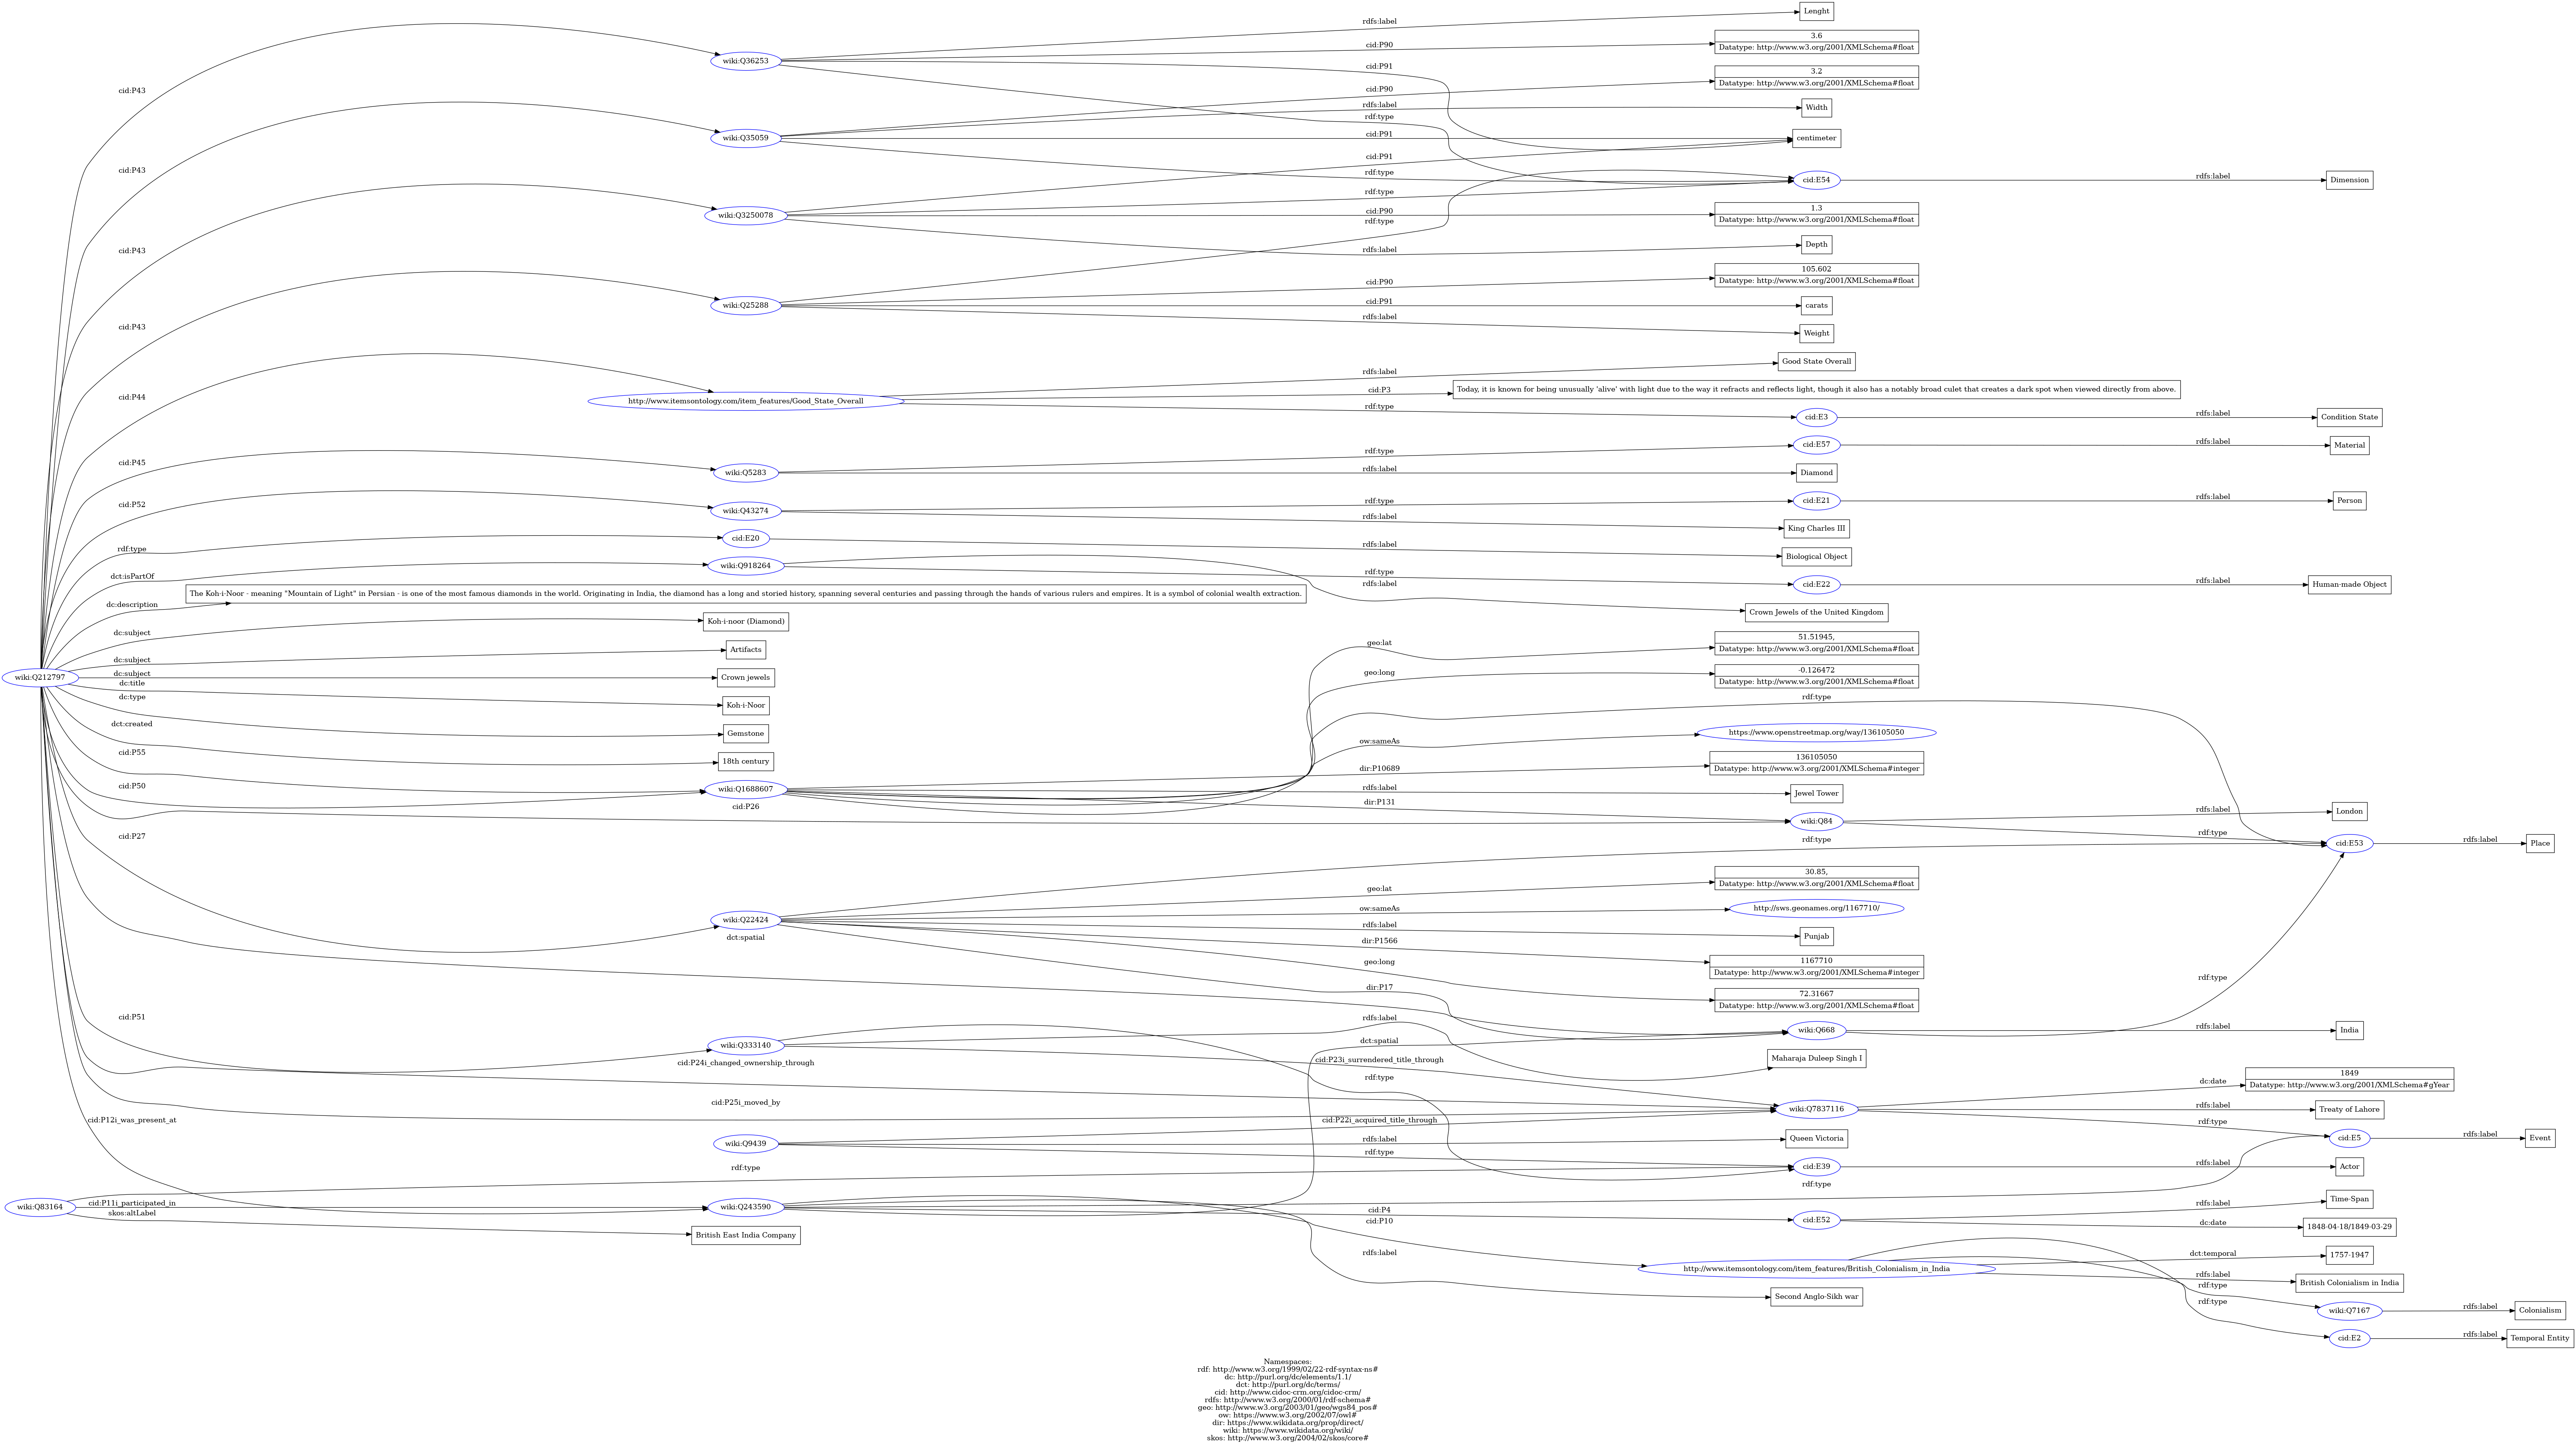 Lenght
rdfs:label
3.6
Datatype: http://www.w3.org/2001/XMLSchema#float
cid:P90
wiki:Q36253
cid:P91
3.2
Datatype: http://www.w3.org/2001/XMLSchema#float
cid:P43
cid:P90
rdfs:label
Width
rdf:type
wiki:Q35059
cid:P91
centimeter
cid:P91
cid:P43
rdf:type
cid:E54
rdfs:label
Dimension
rdf:type
wiki:Q3250078
cid:P90
1.3
Datatype: http://www.w3.org/2001/XMLSchema#float
rdf:type
cid:P43
rdfs:label
Depth
105.602
Datatype: http://www.w3.org/2001/XMLSchema#float
cid:P90
wiki:Q25288
cid:P91
carats
rdfs:label
cid:P43
Weight
Good State Overall
rdfs:label
cid:P3
Today, it is known for being unusually ‘alive’ with light due to the way it refracts and reflects light, though it also has a notably broad culet that creates a dark spot when viewed directly from above.
cid:P44
http://www.itemsontology.com/item_features/Good_State_Overall
rdf:type
cid:E3
rdfs:label
Condition State
cid:E57
rdfs:label
Material
rdf:type
cid:P45
wiki:Q5283
rdfs:label
Diamond
cid:P52
rdf:type
cid:E21
rdfs:label
Person
wiki:Q43274
rdfs:label
King Charles III
cid:E20
rdfs:label
rdf:type
Biological Object
wiki:Q918264
rdf:type
dct:isPartOf
rdfs:label
cid:E22
rdfs:label
Human-made Object
The Koh-i-Noor - meaning "Mountain of Light" in Persian - is one of the most famous diamonds in the world. Originating in India, the diamond has a long and storied history, spanning several centuries and passing through the hands of various rulers and empires. It is a symbol of colonial wealth extraction.
dc:description
Crown Jewels of the United Kingdom
Koh-i-noor (Diamond)
dc:subject
51.51945,
Datatype: http://www.w3.org/2001/XMLSchema#float
geo:lat
Artifacts
dc:subject
-0.126472
Datatype: http://www.w3.org/2001/XMLSchema#float
geo:long
wiki:Q212797
dc:subject
Crown jewels
dc:title
dc:type
rdf:type
Koh-i-Noor
dct:created
Gemstone
https://www.openstreetmap.org/way/136105050
ow:sameAs
cid:P55
18th century
136105050
Datatype: http://www.w3.org/2001/XMLSchema#integer
dir:P10689
cid:P50
wiki:Q1688607
rdfs:label
Jewel Tower
cid:P26
dir:P131
wiki:Q84
rdfs:label
London
cid:P27
rdf:type
rdf:type
cid:E53
rdfs:label
Place
30.85,
Datatype: http://www.w3.org/2001/XMLSchema#float
geo:lat
ow:sameAs
http://sws.geonames.org/1167710/
wiki:Q22424
rdfs:label
Punjab
dct:spatial
dir:P1566
1167710
Datatype: http://www.w3.org/2001/XMLSchema#integer
geo:long
dir:P17
72.31667
Datatype: http://www.w3.org/2001/XMLSchema#float
rdf:type
cid:P51
rdfs:label
wiki:Q668
rdfs:label
India
wiki:Q333140
dct:spatial
cid:P24i_changed_ownership_through
cid:P23i_surrendered_title_through
Maharaja Duleep Singh I
rdf:type
dc:date
1849
Datatype: http://www.w3.org/2001/XMLSchema#gYear
cid:P25i_moved_by
wiki:Q7837116
rdfs:label
Treaty of Lahore
cid:P12i_was_present_at
cid:P22i_acquired_title_through
rdf:type
wiki:Q9439
rdfs:label
Queen Victoria
cid:E5
rdfs:label
Event
rdf:type
rdf:type
cid:E39
rdfs:label
Actor
rdf:type
cid:P11i_participated_in
wiki:Q83164
skos:altLabel
wiki:Q243590
cid:P4
cid:P10
cid:E52
rdfs:label
Time-Span
dc:date
1848-04-18/1849-03-29
British East India Company
rdfs:label
dct:temporal
1757-1947
http://www.itemsontology.com/item_features/British_Colonialism_in_India
rdfs:label
British Colonialism in India
rdf:type
Second Anglo-Sikh war
rdf:type
wiki:Q7167
rdfs:label
Colonialism
cid:E2
rdfs:label
Temporal Entity
Namespaces:
rdf: http://www.w3.org/1999/02/22-rdf-syntax-ns#
dc: http://purl.org/dc/elements/1.1/
dct: http://purl.org/dc/terms/
cid: http://www.cidoc-crm.org/cidoc-crm/
rdfs: http://www.w3.org/2000/01/rdf-schema#
geo: http://www.w3.org/2003/01/geo/wgs84_pos#
ow: https://www.w3.org/2002/07/owl#
dir: https://www.wikidata.org/prop/direct/
wiki: https://www.wikidata.org/wiki/
skos: http://www.w3.org/2004/02/skos/core#